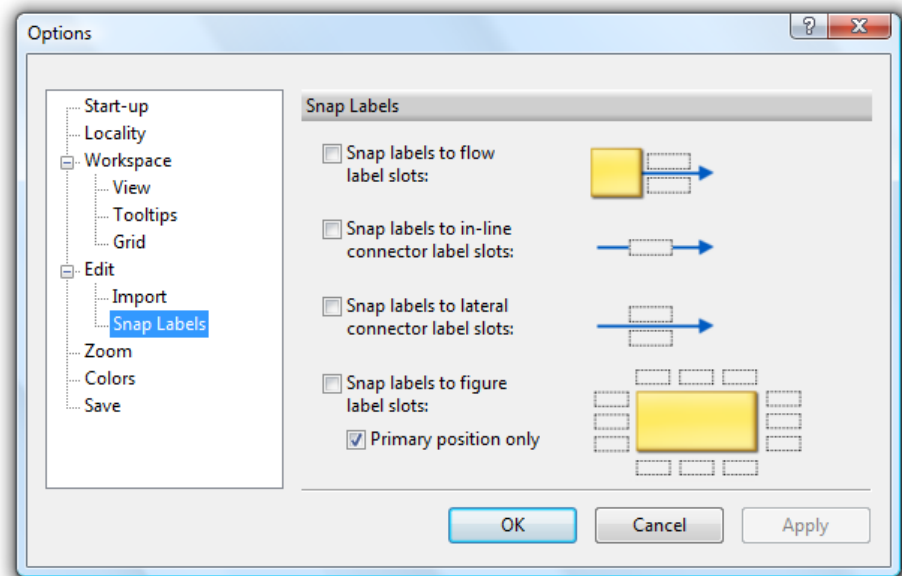 Options
Start-up
Locality
Workspace
View
Tooltips
Grid
Edit
Import
Snap Labels
Zoom
Colors
Save
Snap Labels
Snap labels to flow
label slots:
Snap labels to in-line
connector label slots:
Snap labels to lateral
connector label slots:
Snap labels to figure
label slots:
Primary position only
OK
Cancel
Apply